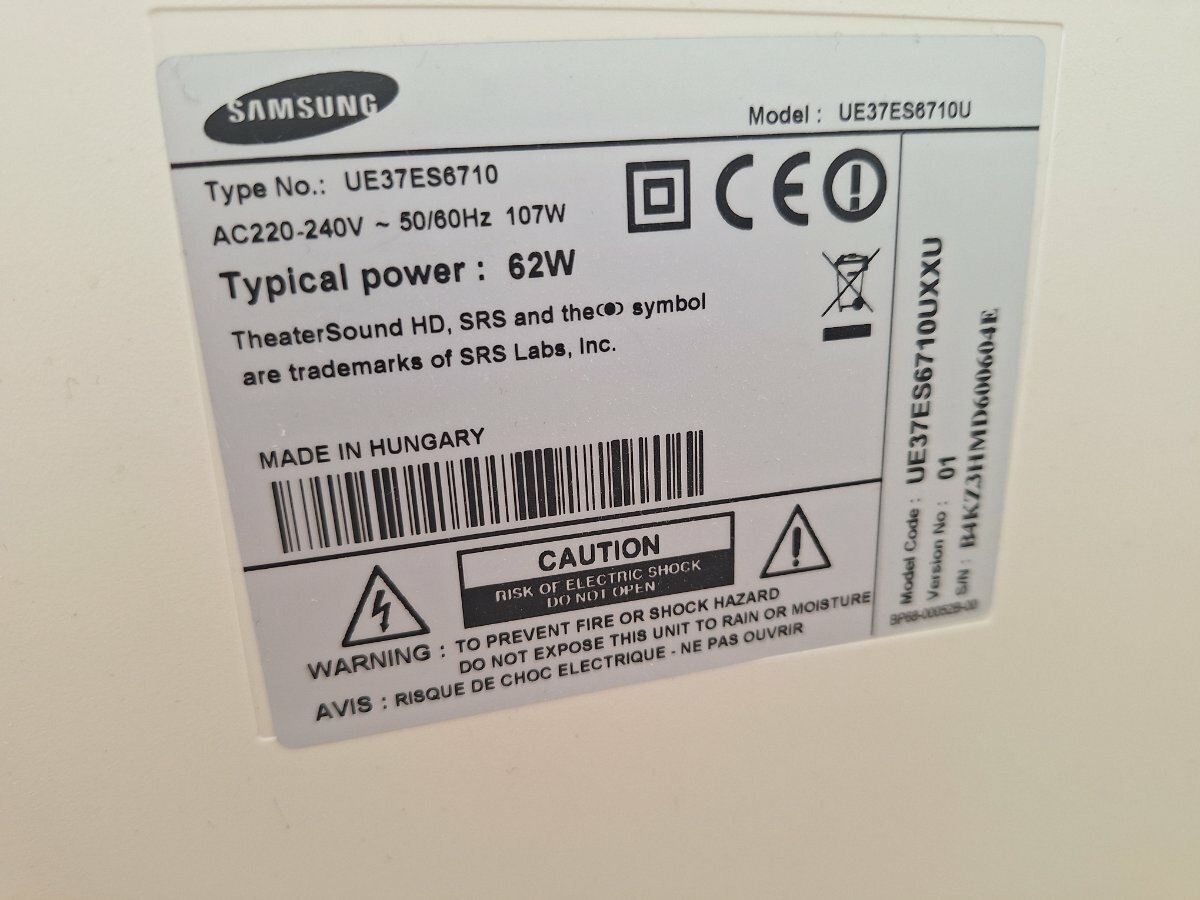 SAMSUNG
Model : UE37ES6710U
Type No.: UE37ES6710
AC220-240V ~ 50/60Hz 107W
Typical power : 62W
TheaterSound HD, SRS and the(●) symbol
are trademarks of SRS Labs, Inc.
MADE IN HUNGARY
CAUTION
RISK OF ELECTRIC SHOCK
DO NOT OPEN
WARNING : TO PREVENT FIRE OR SHOCK HAZARD
DO NOT EXPOSE THIS UNIT TO RAIN OR MOISTURE
AVIS : RISQUE DE CHOC ELECTRIQUE - NE PAS OUVRIR
CE
Model Code : UE37ES6710UXXU
Version No : 01
S/N : B4KZ3HMD600604E